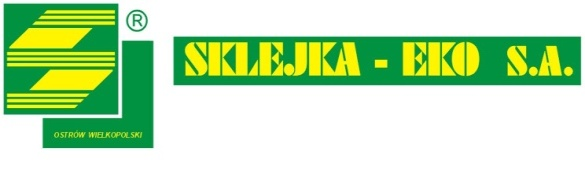 ®
SKLEJKA - EKO S.A.
OSTRÓW WIELKOPOLSKI